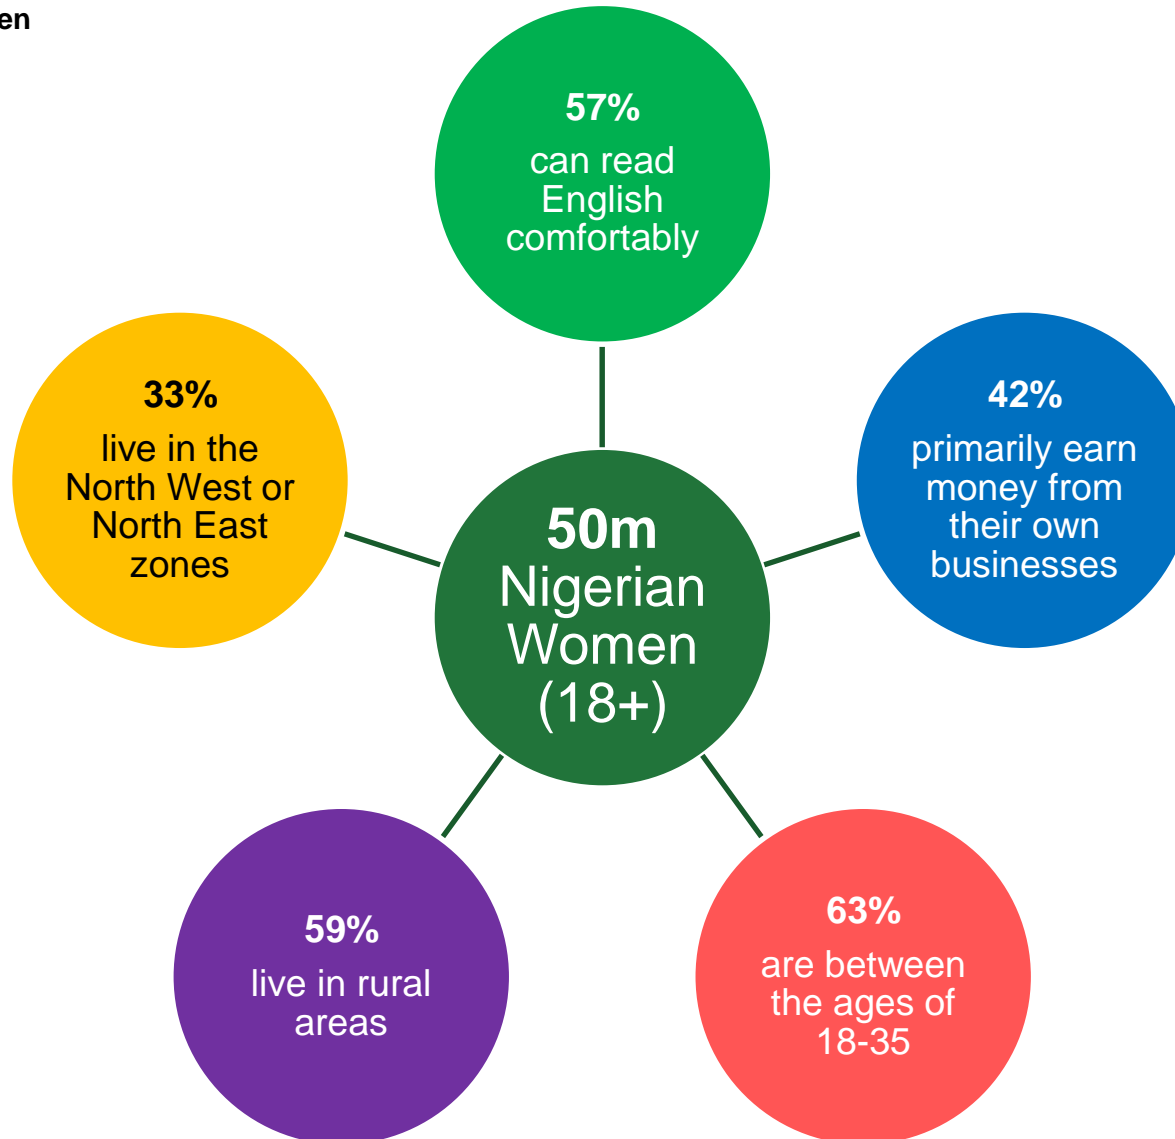 57%
can read
English
comfortably
33%
live in the
North West or
North East
zones
42%
primarily earn
money from
their own
businesses
50m
Nigerian
Women
(18+)
59%
live in rural
areas
63%
are between
the ages of
18-35